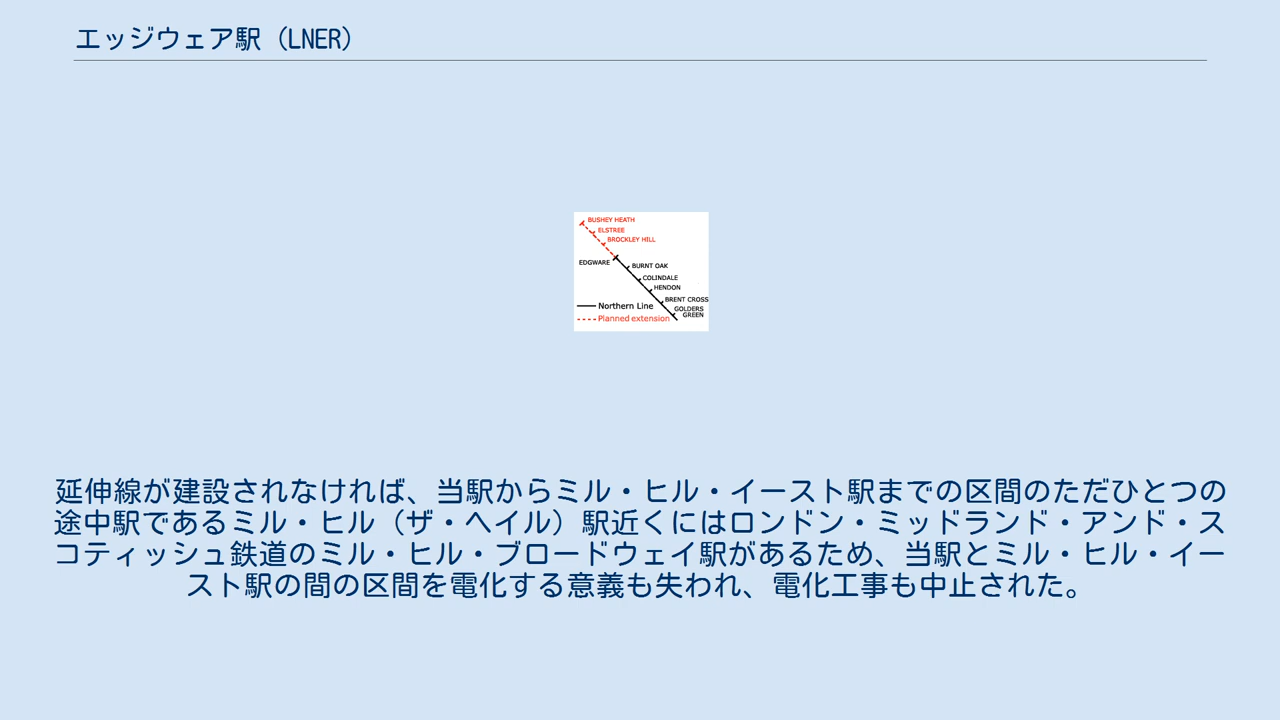 エッジウェア駅（LNER）
BUSHEY HEATH
ELSTREE
BROCKLEY HILL
EDGWARE
BURNT OAK
COLINDALE
HENDON
BRENT CROSS
GOLDERS
GREEN
Northern Line
Planned extension
延伸線が建設されなければ、当駅からミル・ヒル・イースト駅までの区間のただひとつの
途中駅であるミル・ヒル（ザ・ヘイル）駅近くにはロンドン・ミッドランド・アンド・ス
コティッシュ鉄道のミル・ヒル・ブロードウェイ駅があるため、当駅とミル・ヒル・イー
スト駅の間の区間を電化する意義も失われ、電化工事も中止された。